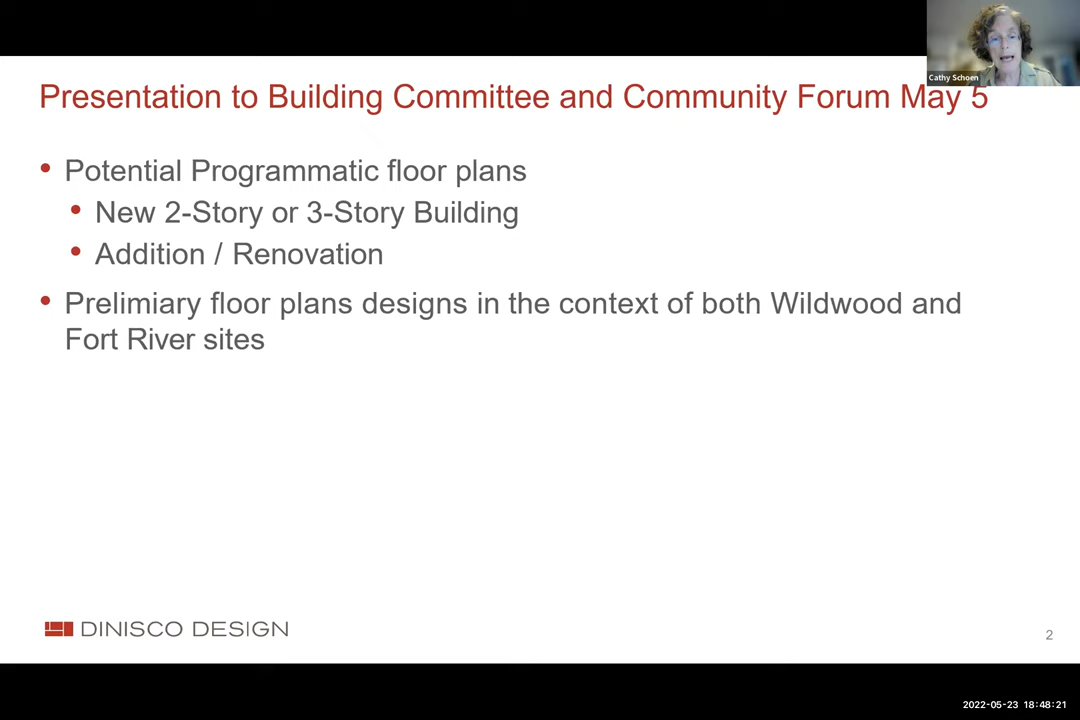 Cathy Schoen
Presentation to Building Committee and Community Forum May 5
• Potential Programmatic floor plans
• New 2-Story or 3-Story Building
• Addition / Renovation
• Prelimiary floor plans designs in the context of both Wildwood and
Fort River sites
DINISCO DESIGN
2
2022-05-23 18:48:21